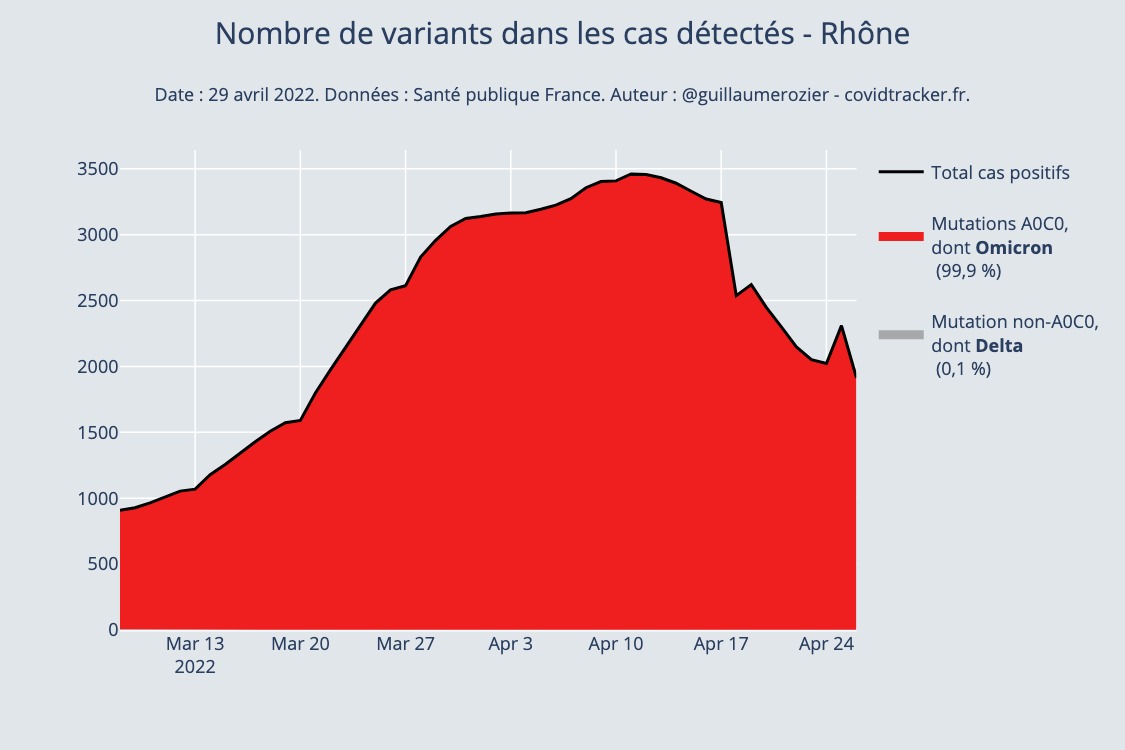 Nombre de variants dans les cas détectés - Rhône
Date : 29 avril 2022. Données : Santé publique France. Auteur : @guillaumerozier - covidtracker.fr.
3500
3000
2500
2000
1500
1000
500
0
Mar 13
2022
Mar 20
Mar 27
Apr 3
Apr 10
Apr 17
Apr 24
Total cas positifs
Mutations A0C0,
dont Omicron
(99,9 %)
Mutation non-A0C0,
dont Delta
(0,1 %)